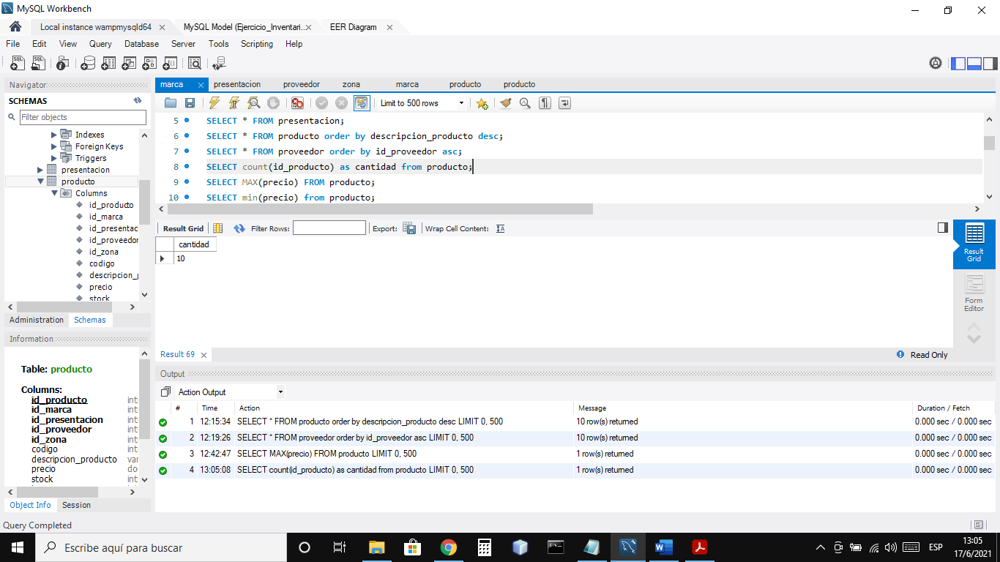 MySQL Workbench
Local instance wampmysqld64 MySQL Model (Ejercicio_Inventari... EER Diagram
File Edit View Query Database Server Tools Scripting Help
Navigator
SCHEMAS
Filter objects
Indexes
Foreign Keys
Triggers
presentacion
producto
Columns
id_producto
id_marca
id_presentac
id_proveedor
id_zona
codigo
descripcion_p
precio
stock
Administration Schemas
Information
Table: producto
Columns:
id_producto int
id_marca int
id_presentacion int
id_proveedor int
id_zona int
codigo int
descripcion_producto var
precio do
stock int
Object Info Session
marca presentacion proveedor zona marca producto producto
Limit to 500 rows
5 SELECT * FROM presentacion;
6 SELECT * FROM producto order by descripcion_producto desc;
7 SELECT * FROM proveedor order by id_proveedor asc;
8 SELECT count(id_producto) as cantidad from producto;
9 SELECT MAX(precio) FROM producto;
10 SELECT min(precio) from producto;
Result Grid Filter Rows: Export: Wrap Cell Content:
cantidad
10
Result Grid
Form Editor
Result 69 Read Only
Output
Action Output
# Time Action Message Duration / Fetch
1 12:15:34 SELECT * FROM producto order by descripcion_producto desc LIMIT 0, 500 10 row(s) returned 0.000 sec / 0.000 sec
2 12:19:26 SELECT * FROM proveedor order by id_proveedor asc LIMIT 0, 500 10 row(s) returned 0.000 sec / 0.000 sec
3 12:42:47 SELECT MAX(precio) FROM producto LIMIT 0, 500 1 row(s) returned 0.000 sec / 0.000 sec
4 13:05:08 SELECT count(id_producto) as cantidad from producto LIMIT 0, 500 1 row(s) returned 0.000 sec / 0.000 sec
Query Completed
Escribe aquí para buscar
ESP
13:05
17/6/2021